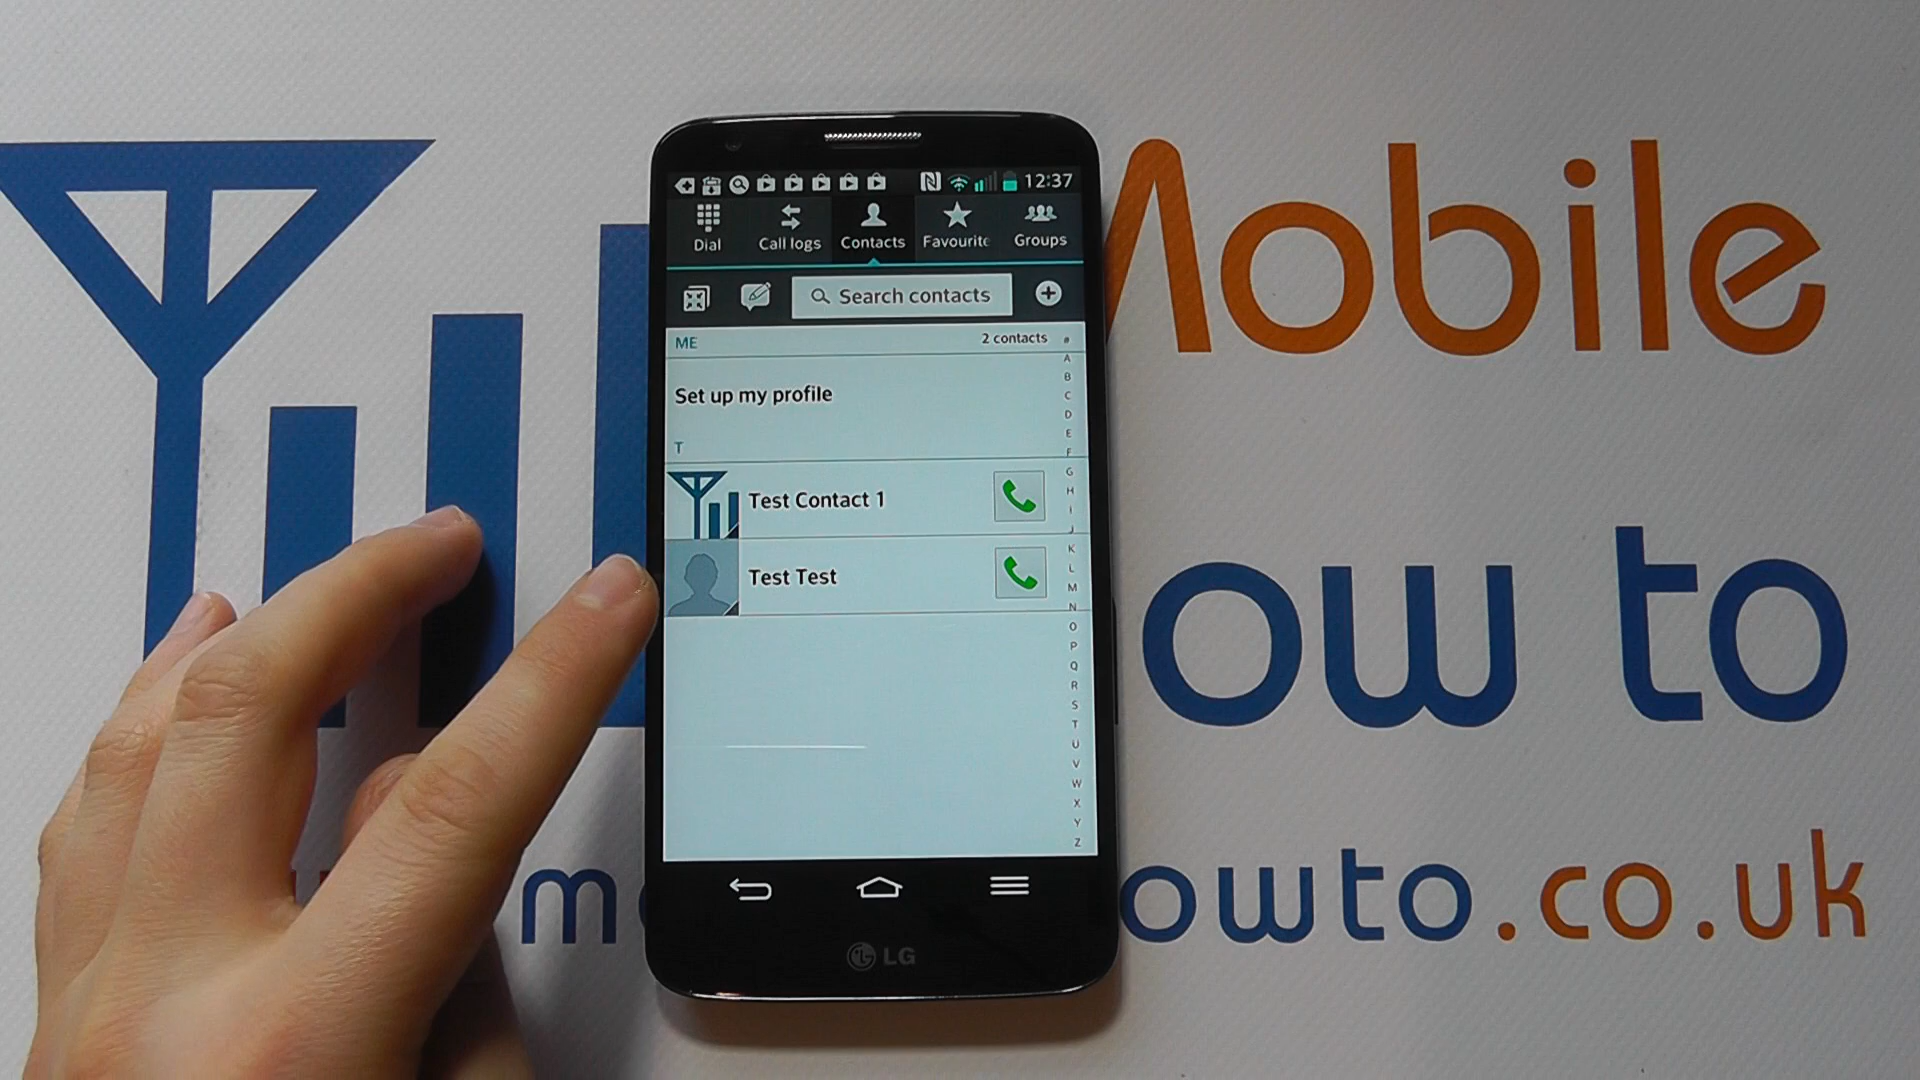 Mobile
ow to
owto.co.uk
12:37
Dial Call logs Contacts Favourite Groups
Search contacts
ME 2 contacts
Set up my profile
T
Test Contact 1
Test Test
#
A
B
C
D
E
F
G
H
I
J
K
L
M
N
O
P
Q
R
S
T
U
V
W
X
Y
Z
LG